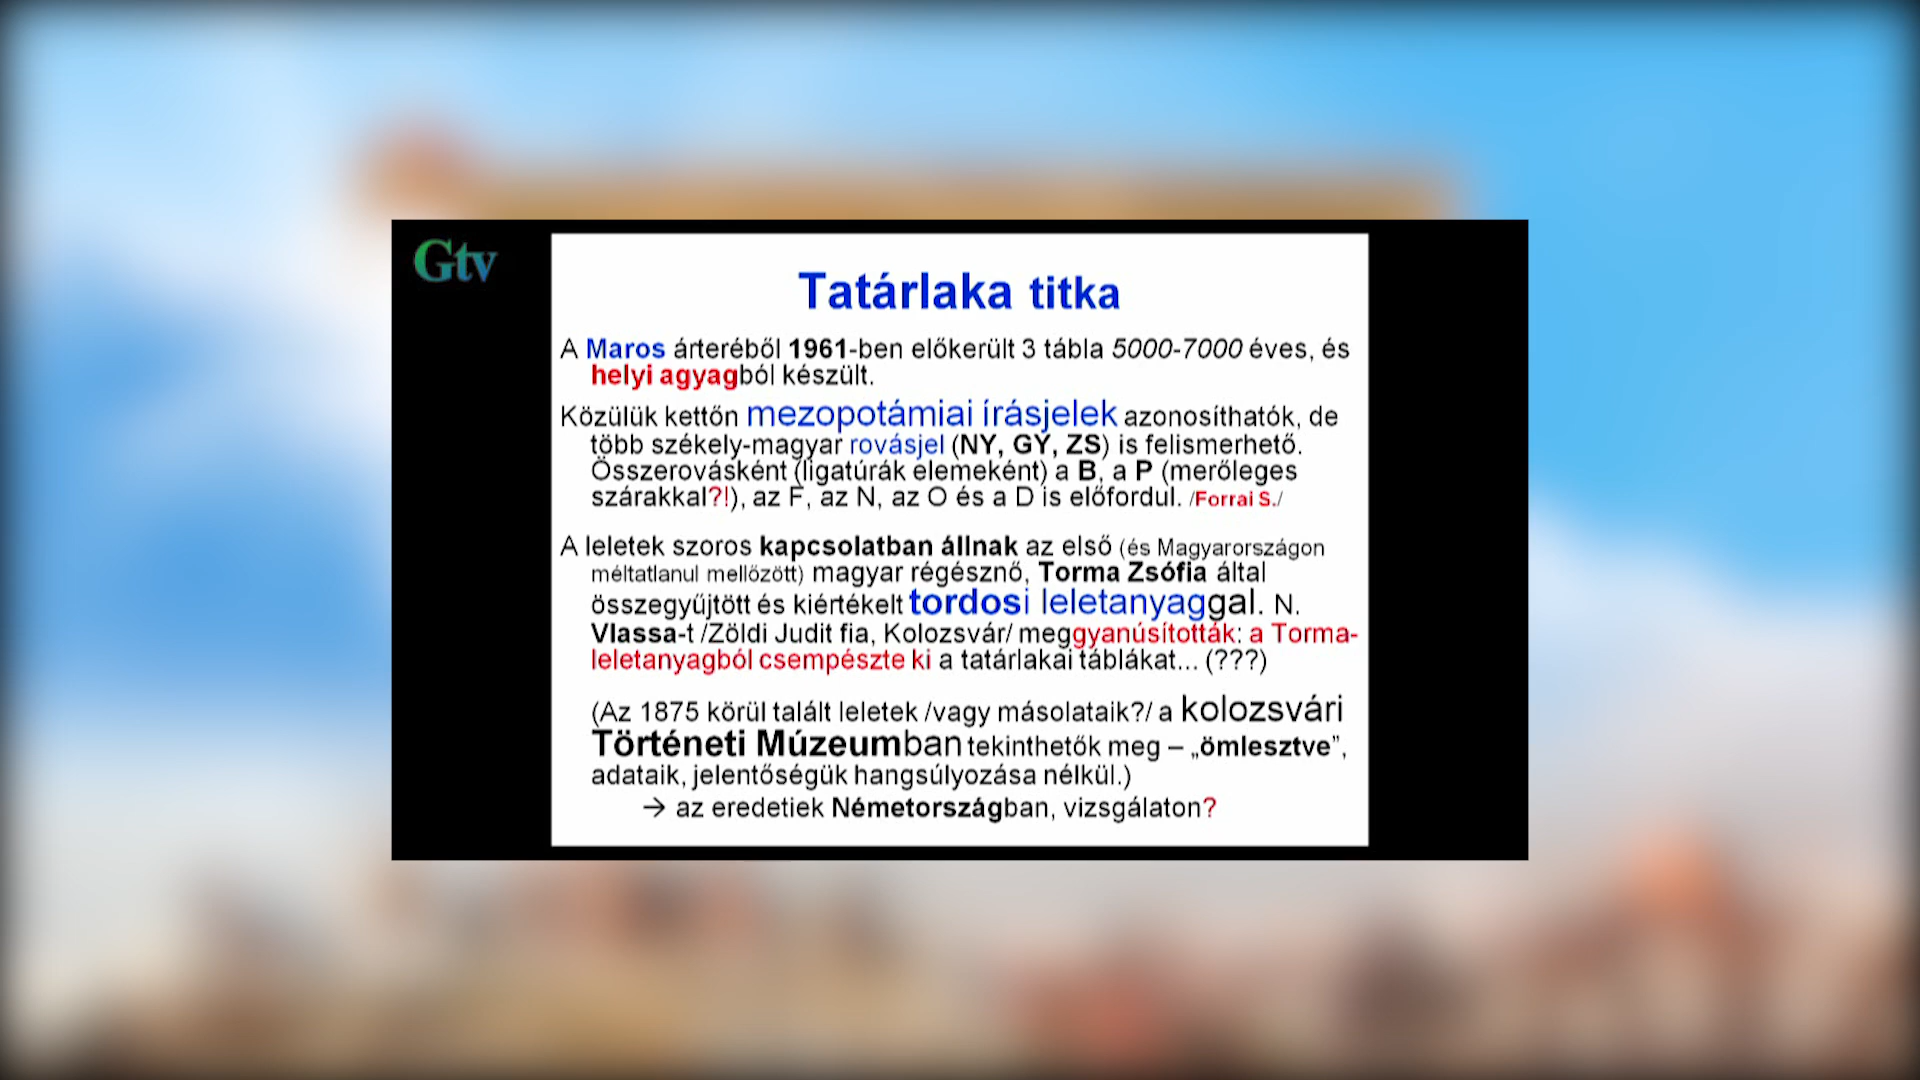 Gtv
Tatárlaka titka
A Maros árteréből 1961-ben előkerült 3 tábla 5000-7000 éves, és
helyi agyagból készült.
Közülük kettőn mezopotámiai írásjelek azonosíthatók, de
több székely-magyar rovásjel (NY, GY, ZS) is felismerhető.
Összerovásként (ligatúrák elemeként) a B, a P (merőleges
szárakkal?!), az F, az N, az O és a D is előfordul. /Forrai S./
A leletek szoros kapcsolatban állnak az első (és Magyarországon
méltatlanul mellőzött) magyar régésznő, Torma Zsófia által
összegyűjtött és kiértékelt tordosi leletanyaggal. N.
Vlassa-t /Zöldi Judit fia, Kolozsvár/ meggyanúsították: a Torma-
leletanyagból csempészte ki a tatárlakai táblákat... (???)
(Az 1875 körül talált leletek /vagy másolataik?/ a kolozsvári
Történeti Múzeumban tekinthetők meg – „ömlesztve”,
adataik, jelentőségük hangsúlyozása nélkül.)
→ az eredetiek Németországban, vizsgálaton?